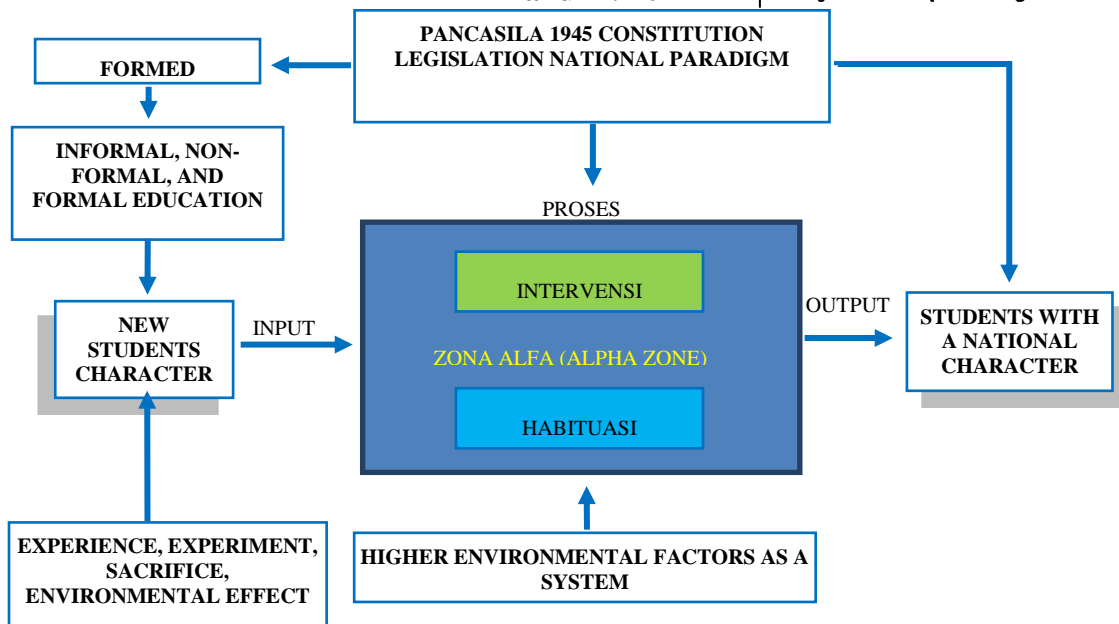 PANCASILA 1945 CONSTITUTION
LEGISLATION NATIONAL PARADIGM
FORMED
INFORMAL, NON-
FORMAL, AND
FORMAL EDUCATION
PROSES
INTERVENSI
NEW
STUDENTS
CHARACTER
INPUT
ZONA ALFA (ALPHA ZONE)
OUTPUT
STUDENTS WITH
A NATIONAL
CHARACTER
HABITUASI
EXPERIENCE, EXPERIMENT,
SACRIFICE,
ENVIRONMENTAL EFFECT
HIGHER ENVIRONMENTAL FACTORS AS A
SYSTEM